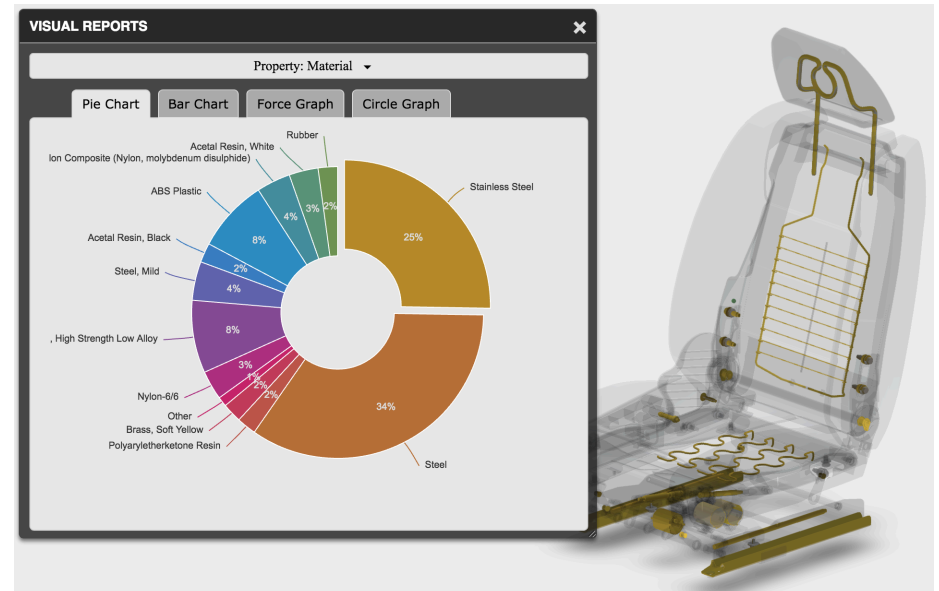 VISUAL REPORTS
Property: Material
Pie Chart
Bar Chart
Force Graph
Circle Graph
Rubber
Acetal Resin, White
lon Composite (Nylon, molybdenum disulphide)
ABS Plastic
Acetal Resin, Black
Steel, Mild
, High Strength Low Alloy
Nylon-6/6
Other
Brass, Soft Yellow
Polyaryletherketone Resin
Stainless Steel
Steel
25%
34%
2%
2%
1%
3%
8%
4%
2%
8%
4%
3%
2%